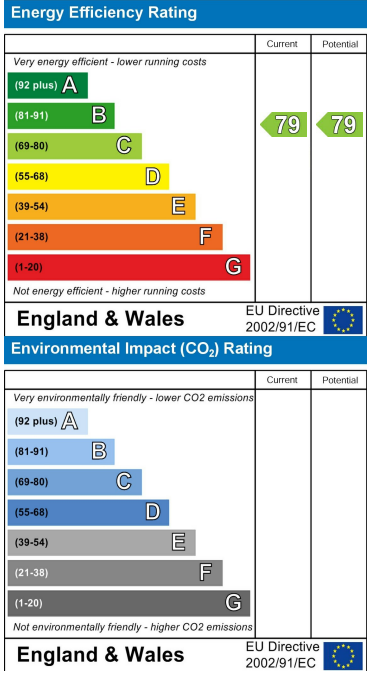 Energy Efficiency Rating
Current Potential
Very energy efficient - lower running costs
(92 plus) A
(81-91) B
(69-80) C
79 79
(55-68) D
(39-54) E
(21-38) F
(1-20) G
Not energy efficient - higher running costs
England & Wales
EU Directive
2002/91/EC
Environmental Impact (CO₂) Rating
Current Potential
Very environmentally friendly - lower CO2 emissions
(92 plus) A
(81-91) B
(69-80) C
(55-68) D
(39-54) E
(21-38) F
(1-20) G
Not environmentally friendly - higher CO2 emissions
England & Wales
EU Directive
2002/91/EC